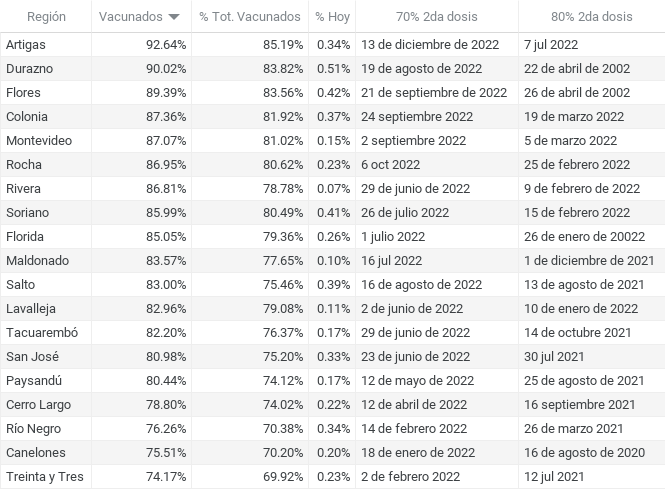 Región Vacunados % Tot. Vacunados % Hoy 70% 2da dosis 80% 2da dosis
Artigas 92.64% 85.19% 0.34% 13 de diciembre de 2022 7 jul 2022
Durazno 90.02% 83.82% 0.51% 19 de agosto de 2022 22 de abril de 2002
Flores 89.39% 83.56% 0.42% 21 de septiembre de 2022 26 de abril de 2002
Colonia 87.36% 81.92% 0.37% 24 septiembre 2022 19 de marzo de 2022
Montevideo 87.07% 81.02% 0.15% 2 septiembre 2022 5 de marzo de 2022
Rocha 86.95% 80.62% 0.23% 6 oct 2022 25 de febrero 2022
Rivera 86.81% 78.78% 0.07% 29 de junio de 2022 9 de febrero de 2022
Soriano 85.99% 80.49% 0.41% 26 de julio 2022 15 de febrero 2022
Florida 85.05% 79.36% 0.26% 1 julio 2022 26 de enero de 20022
Maldonado 83.57% 77.65% 0.10% 16 jul 2022 1 de diciembre de 2021
Salto 83.00% 75.46% 0.39% 16 de agosto de 2022 13 de agosto de 2021
Lavalleja 82.96% 79.08% 0.11% 2 de junio de 2022 10 de enero de 2022
Tacuarembó 82.20% 76.37% 0.17% 29 de junio de 2022 14 de octubre 2021
San José 80.98% 75.20% 0.33% 23 de junio de 2022 30 jul 2021
Paysandú 80.44% 74.12% 0.17% 12 de mayo de 2022 25 de agosto de 2021
Cerro Largo 78.80% 74.02% 0.22% 12 de abril de 2022 16 septiembre 2021
Río Negro 76.26% 70.38% 0.34% 14 de febrero 2022 26 de marzo 2021
Canelones 75.51% 70.20% 0.20% 18 de enero de 2022 16 de agosto de 2020
Treinta y Tres 74.17% 69.92% 0.23% 2 de febrero 2022 12 jul 2021